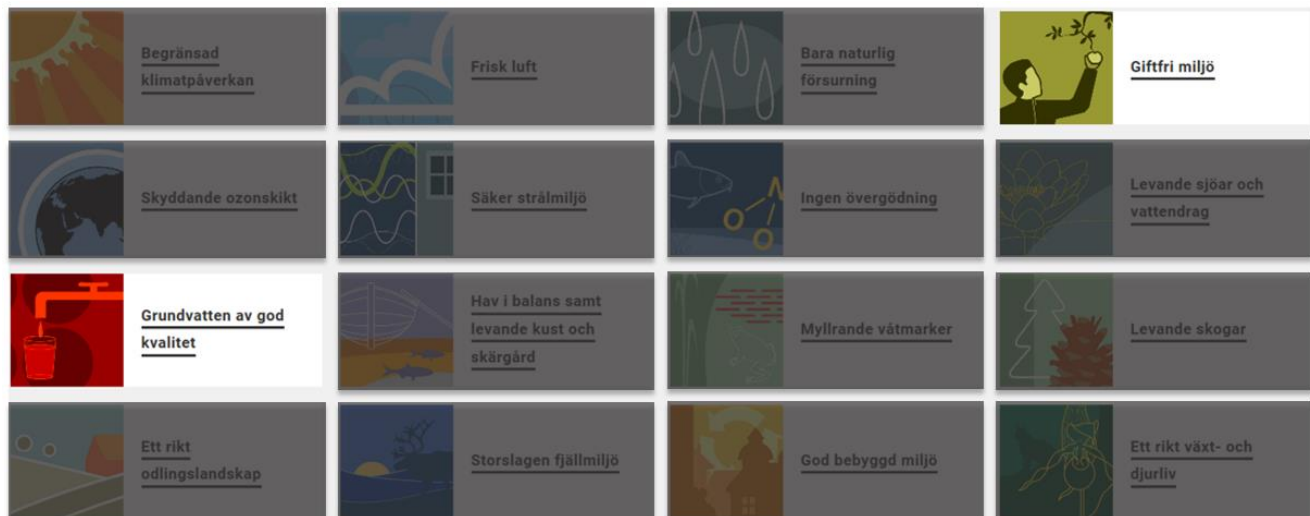 Begränsad
klimatpåverkan
Frisk luft
Bara naturlig
försurning
Giftfri miljö
Skyddande ozonskikt
Säker strålmiljö
Ingen övergödning
Levande sjöar och
vattendrag
Grundvatten av god
kvalitet
Hav i balans samt
levande kust och
skärgård
Myllrande våtmarker
Levande skogar
Ett rikt
odlingslandskap
Storslagen fjällmiljö
God bebyggd miljö
Ett rikt växt- och
djurliv